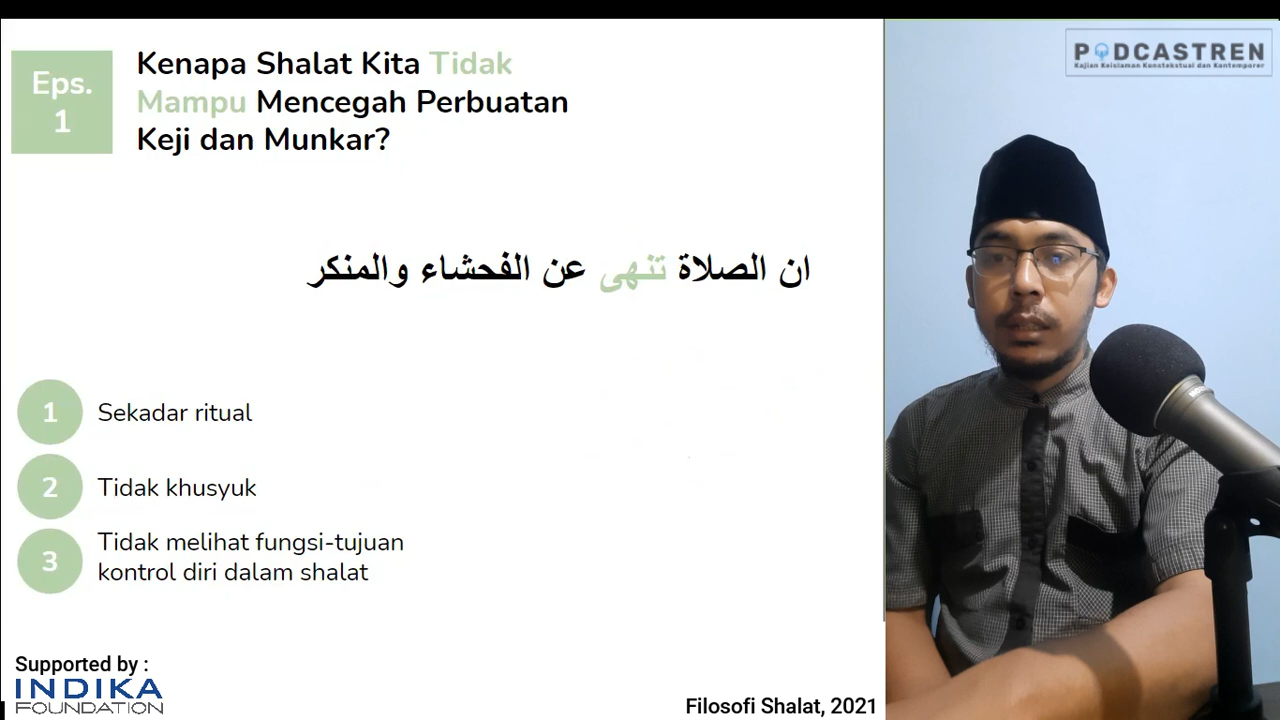 Eps.
1
Kenapa Shalat Kita Tidak
Mampu Mencegah Perbuatan
Keji dan Munkar?
PODCASTREN
Kajian Keislaman Konstekstual dan Kontemporer
ان الصلاة تنهى عن الفحشاء والمنكر
1 Sekadar ritual
2 Tidak khusyuk
3 Tidak melihat fungsi-tujuan
kontrol diri dalam shalat
Supported by :
INDIKA
FOUNDATION
Filosofi Shalat, 2021